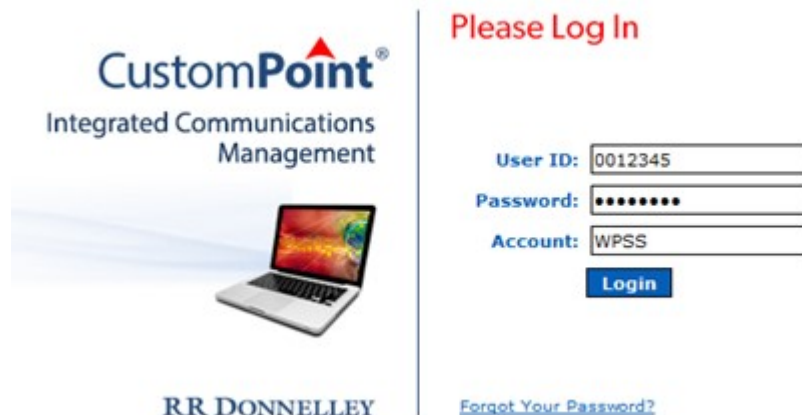 CustomPoint®
Integrated Communications
Management
RR DONNELLEY
Please Log In
User ID: 0012345
Password: ••••••••
Account: WPSS
Login
Forgot Your Password?